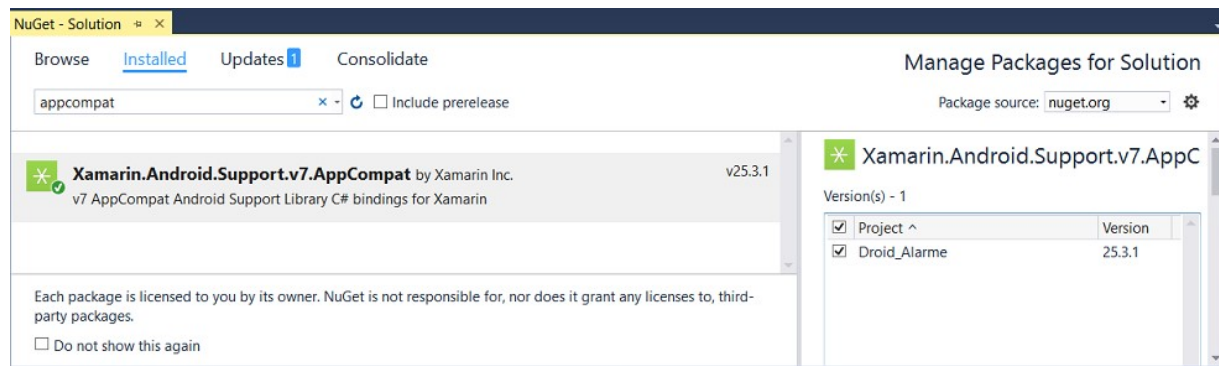 NuGet - Solution
Browse Installed Updates 1 Consolidate
Manage Packages for Solution
appcompat
Include prerelease
Package source: nuget.org
Xamarin.Android.Support.v7.AppCompat by Xamarin Inc. v25.3.1
v7 AppCompat Android Support Library C# bindings for Xamarin
Each package is licensed to you by its owner. NuGet is not responsible for, nor does it grant any licenses to, third-
party packages.
Do not show this again
Xamarin.Android.Support.v7.AppC
Version(s) - 1
Project Version
Droid_Alarme 25.3.1